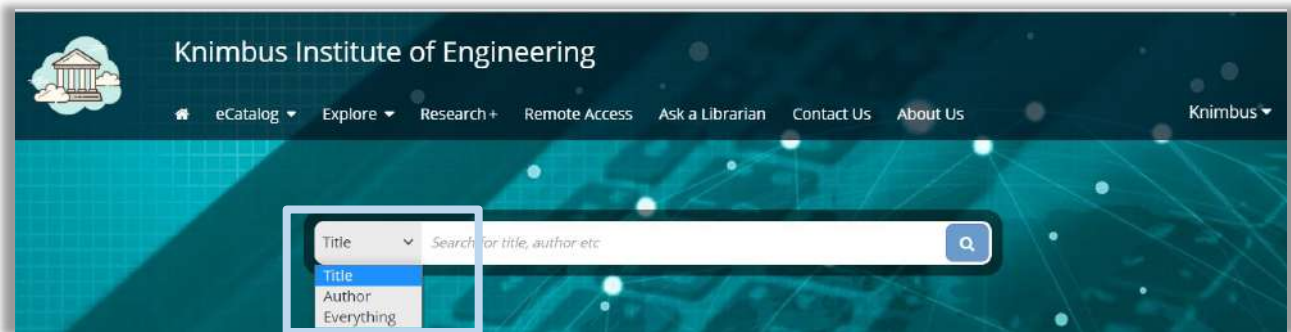 Knimbus Institute of Engineering
eCatalog Explore Research+ Remote Access Ask a Librarian Contact Us About Us Knimbus
Title Search for title, author etc
Title
Author
Everything